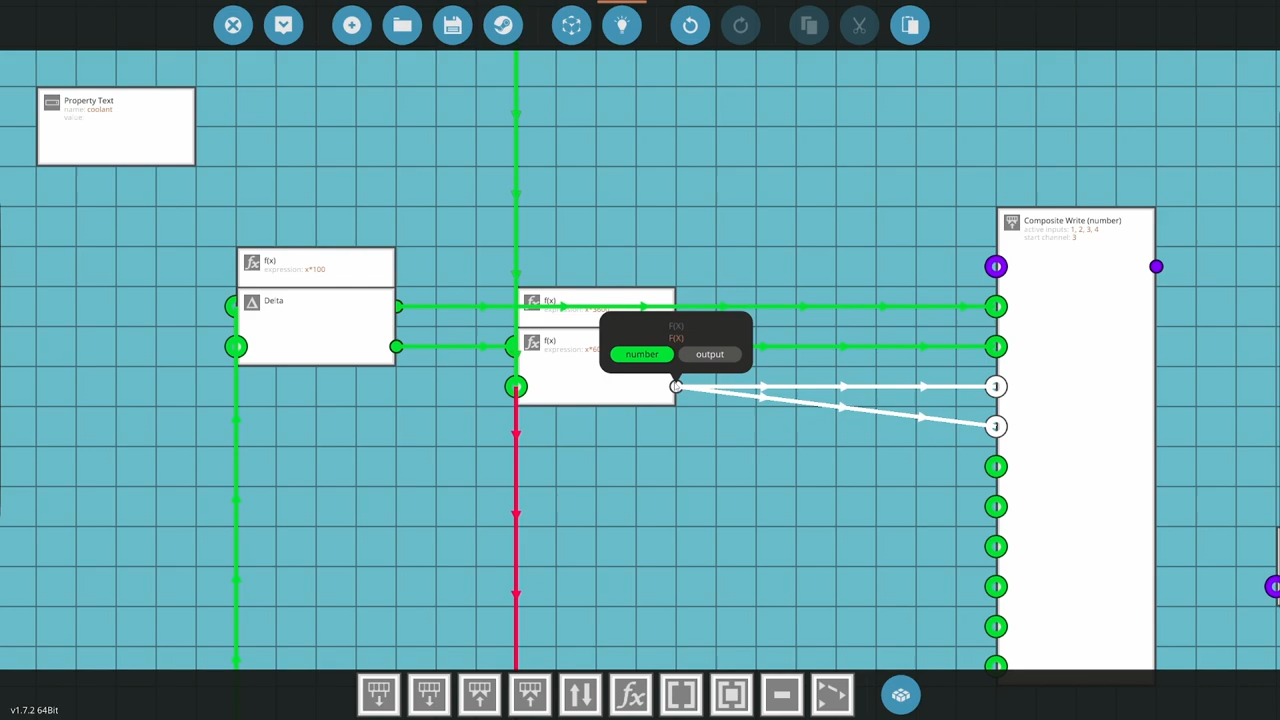 Property Text
name: coolant
value:
Composite Write (number)
active inputs: 1, 2, 3, 4
start channel: 3
f(x)
expression: x*100
Delta
f(x)
f(x)
F(X)
F(X)
number
output
v1.7.2 64Bit